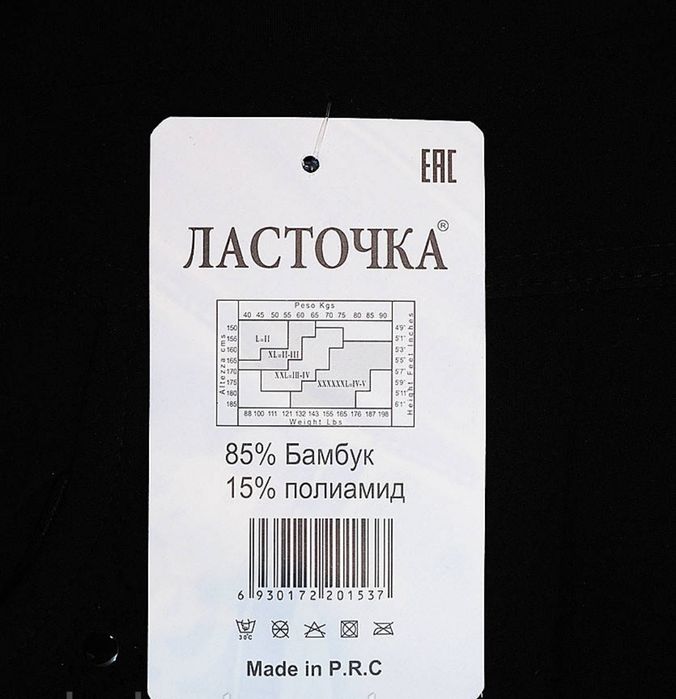 EAC
ЛАСТОЧКА®
Peso Kgs
40 45 50 55 60 65 70 75 80 85 90
Altezza cms
150
155
160
165
170
175
180
185
L=II
XL=II-III
XXL=III-IV
XXXXXXL=IV-V
4'9"
5'1"
5'3"
5'5"
5'7"
5'9"
5'11"
6'1"
Height Feet Inches
88 100 111 121 132 143 155 165 176 187 198
Weight Lbs
85% Бамбук
15% полиамид
6 930172 201537
30°C
Made in P.R.C